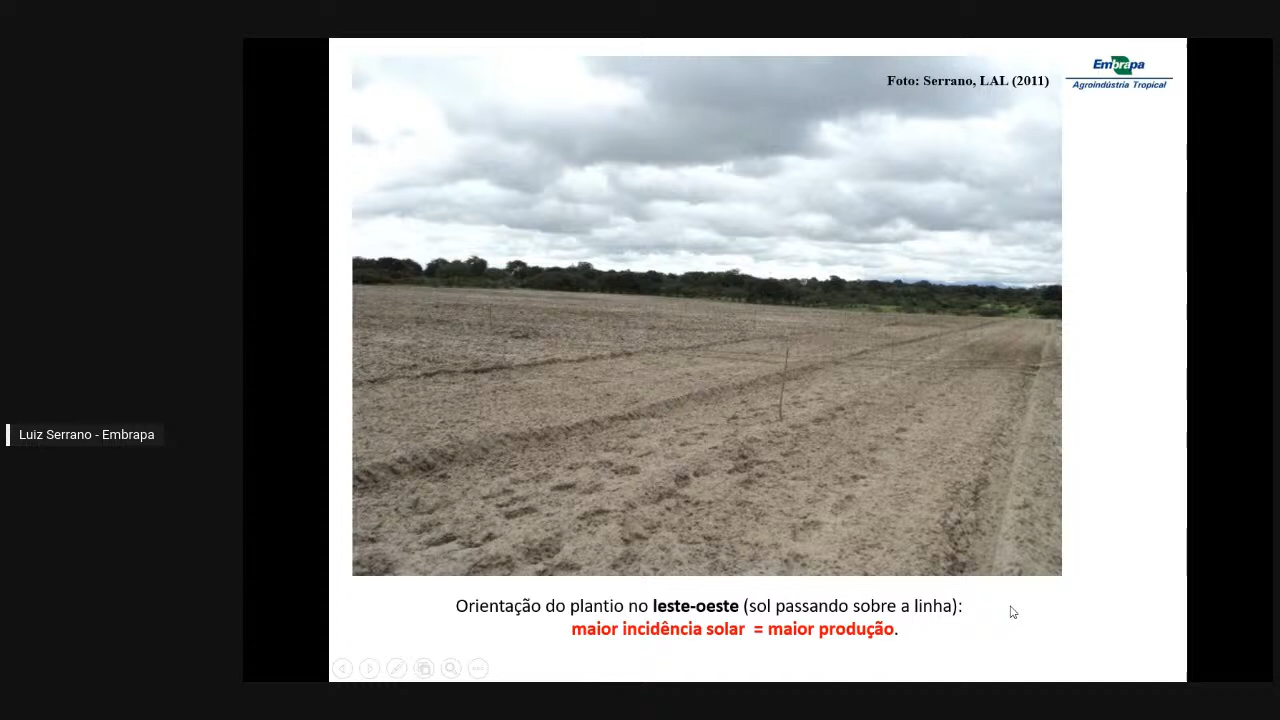 Foto: Serrano, LAL (2011)
Embrapa
Agroindústria Tropical
Luiz Serrano - Embrapa
Orientação do plantio no leste-oeste (sol passando sobre a linha):
maior incidência solar = maior produção.